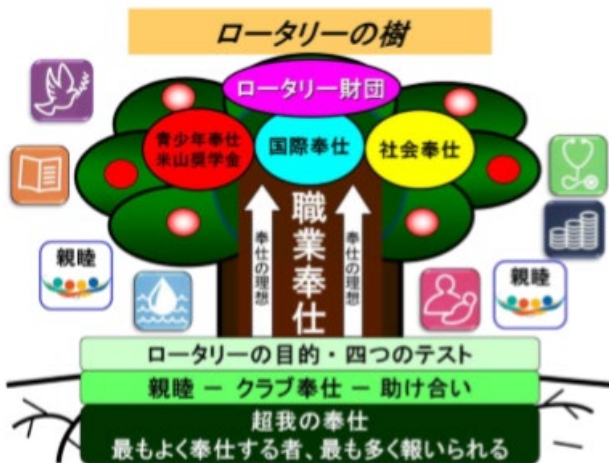 ロータリーの樹
ロータリー財団
青少年奉仕
米山奨学金
国際奉仕
社会奉仕
職業奉仕
奉仕の理想
奉仕の理想
親睦
親睦
ロータリーの目的・四つのテスト
親睦 － クラブ奉仕 － 助け合い
超我の奉仕
最もよく奉仕する者、最も多く報いられる